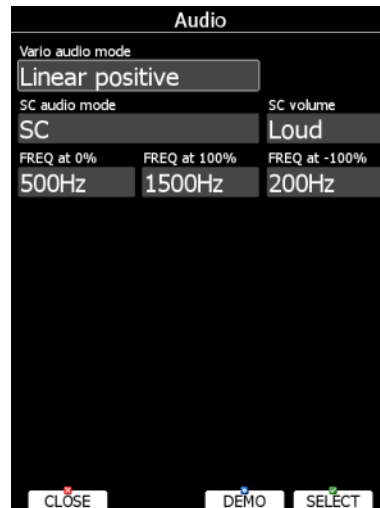 Audio
Vario audio mode
Linear positive
SC audio mode SC volume
SC Loud
FREQ at 0% FREQ at 100% FREQ at -100%
500Hz 1500Hz 200Hz
CLOSE DEMO SELECT